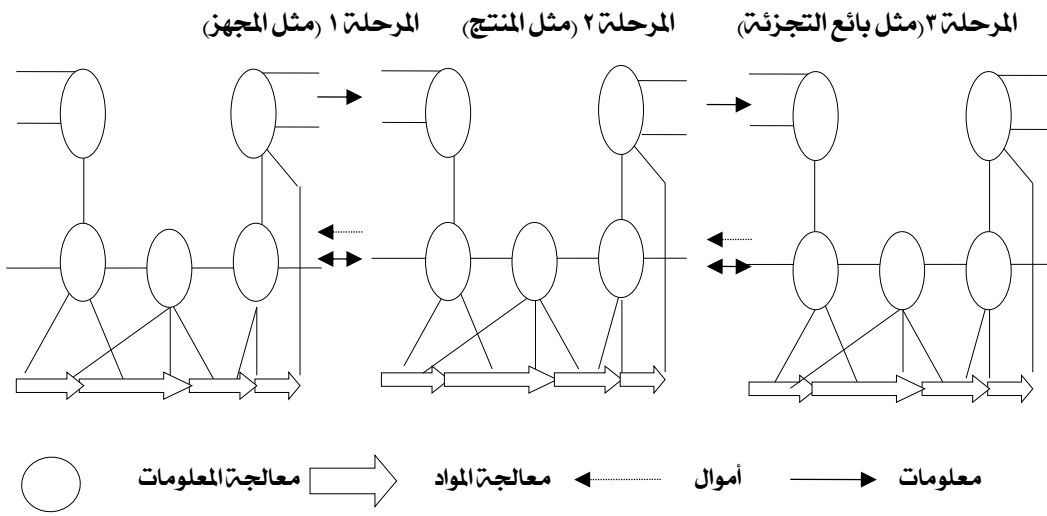 المرحلة ١ (مثل المجهز)
المرحلة ٢ (مثل المنتج)
المرحلة ٣ (مثل بائع التجزئة)
معلومات
أموال
معالجة المواد
معالجة المعلومات